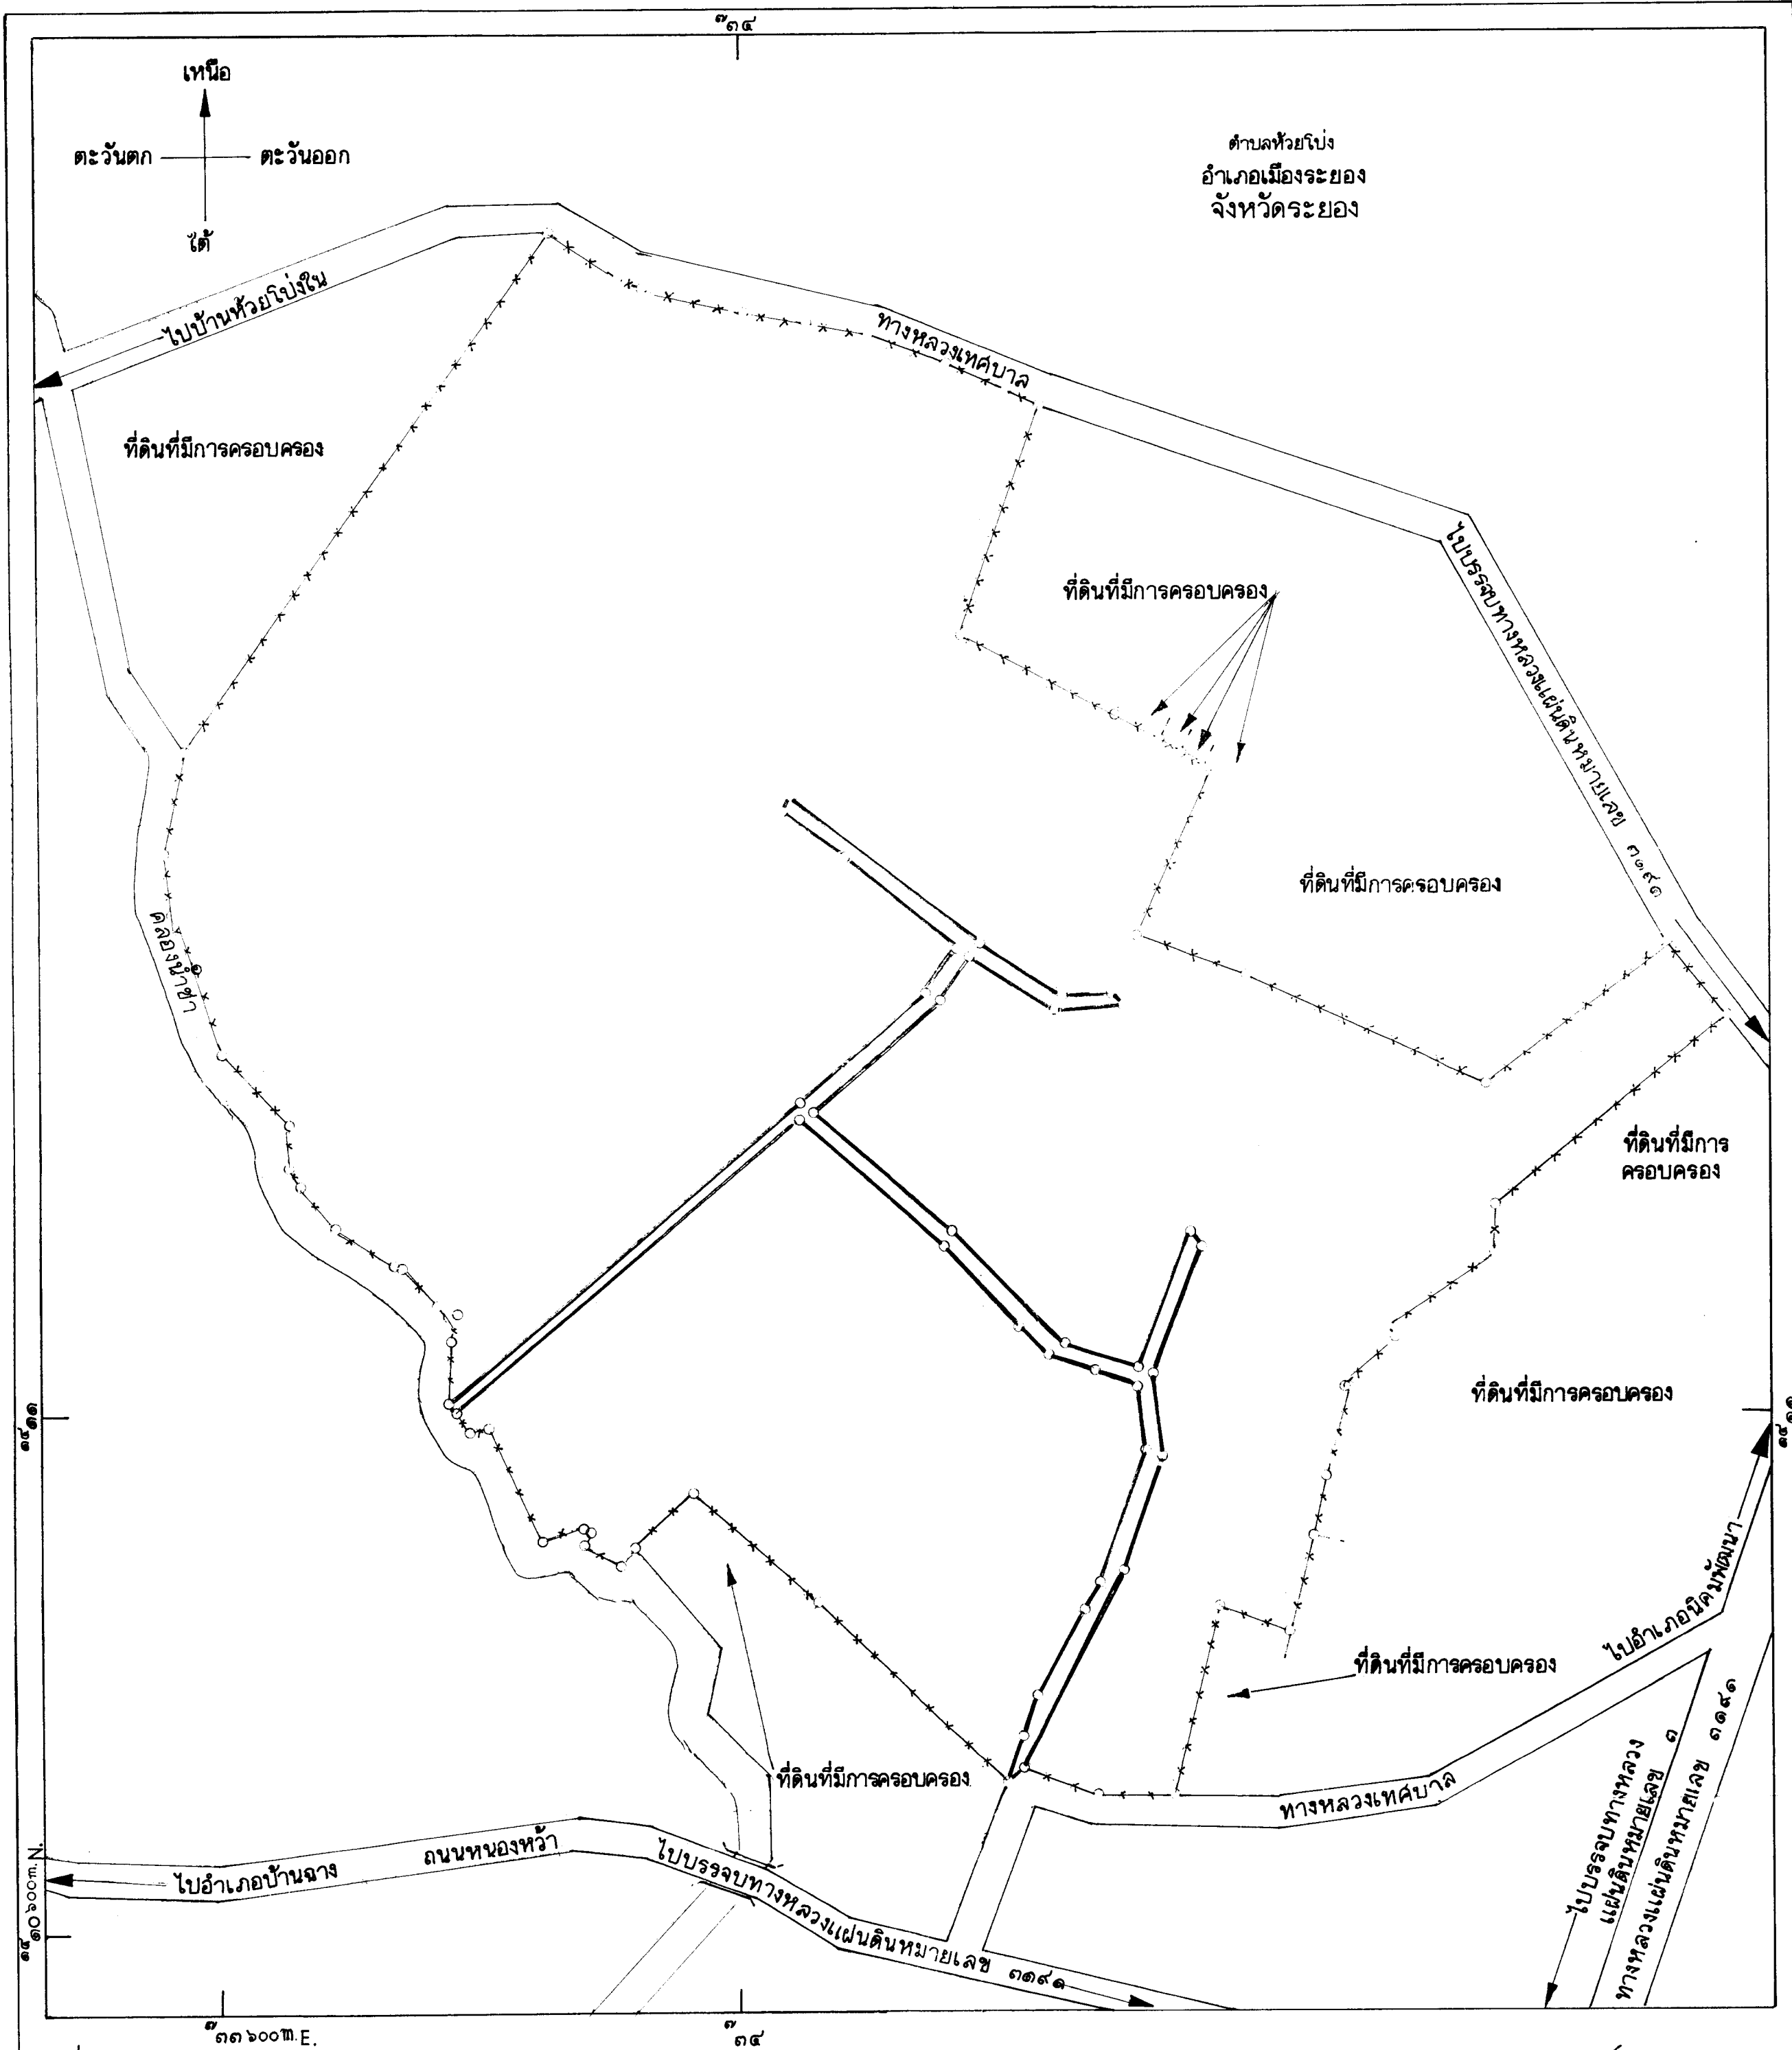 ๗๓๔
เหนือ
ตะวันตก
ตะวันออก
ใต้
ตำบลห้วยโป่ง
อำเภอเมืองระยอง
จังหวัดระยอง
ไปบ้านห้วยโป่งใน
ทางหลวงเทศบาล
ที่ดินที่มีการครอบครอง
ที่ดินที่มีการครอบครอง
ไปบรรจบทางหลวงแผ่นดินหมายเลข ๓๑๙๑
ที่ดินที่มีการครอบครอง
คลองน้ำชา
ที่ดินที่มีการ
ครอบครอง
ที่ดินที่มีการครอบครอง
๑๔๑๑
๑๔๑๑
ไปอำเภอนิคมพัฒนา
ที่ดินที่มีการครอบครอง
ที่ดินที่มีการครอบครอง
ทางหลวงเทศบาล
ไปบรรจบทางหลวง
แผ่นดินหมายเลข ๓
ทางหลวงแผ่นดินหมายเลข ๓๑๙๑
ถนนหนองหว้า
ไปอำเภอบ้านฉาง
ไปบรรจบทางหลวงแผ่นดินหมายเลข ๓๑๙๑
๑๔๑๐๖๐๐m.N.
๗๓๓๖๐๐m.E.
๗๓๔